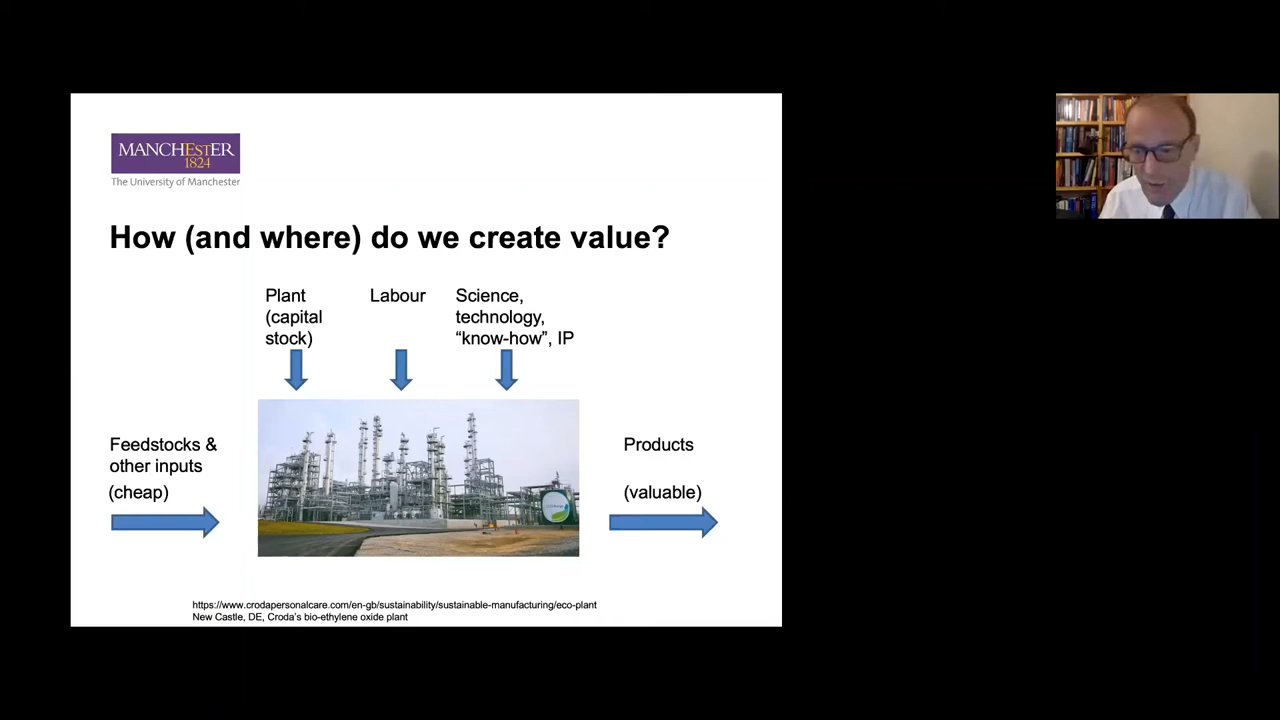 MANCHESTER
1824
The University of Manchester
How (and where) do we create value?
Plant
(capital
stock)
Labour
Science,
technology,
“know-how”, IP
Feedstocks &
other inputs
(cheap)
Products
(valuable)
https://www.crodapersonalcare.com/en-gb/sustainability/sustainable-manufacturing/eco-plant
New Castle, DE, Croda’s bio-ethylene oxide plant